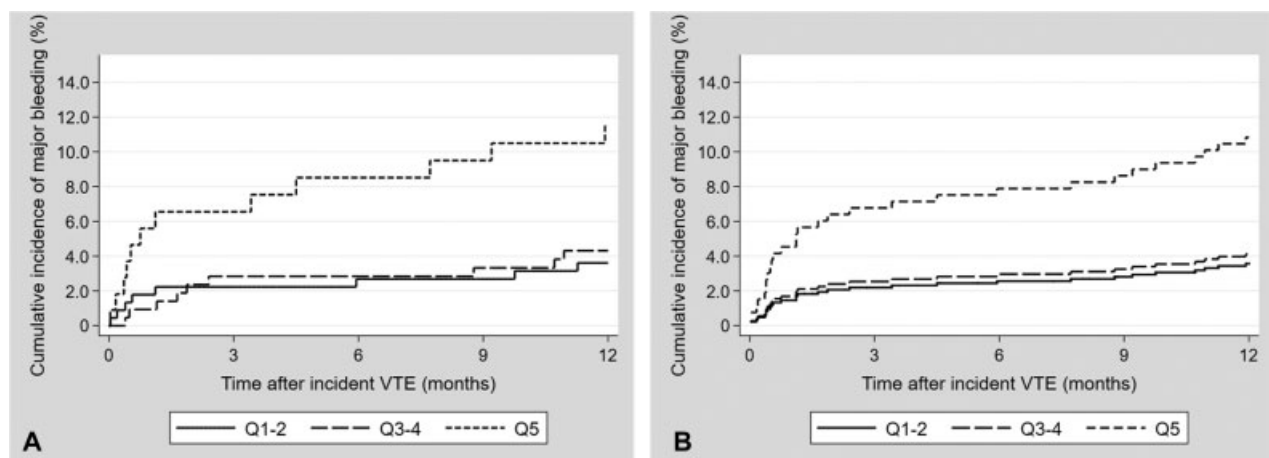 Cumulative incidence of major bleeding (%)
14.0
12.0
10.0
8.0
6.0
4.0
2.0
0
0 3 6 9 12
Time after incident VTE (months)
Q1-2 Q3-4 Q5
A
Cumulative incidence of major bleeding (%)
14.0
12.0
10.0
8.0
6.0
4.0
2.0
0
0 3 6 9 12
Time after incident VTE (months)
Q1-2 Q3-4 Q5
B